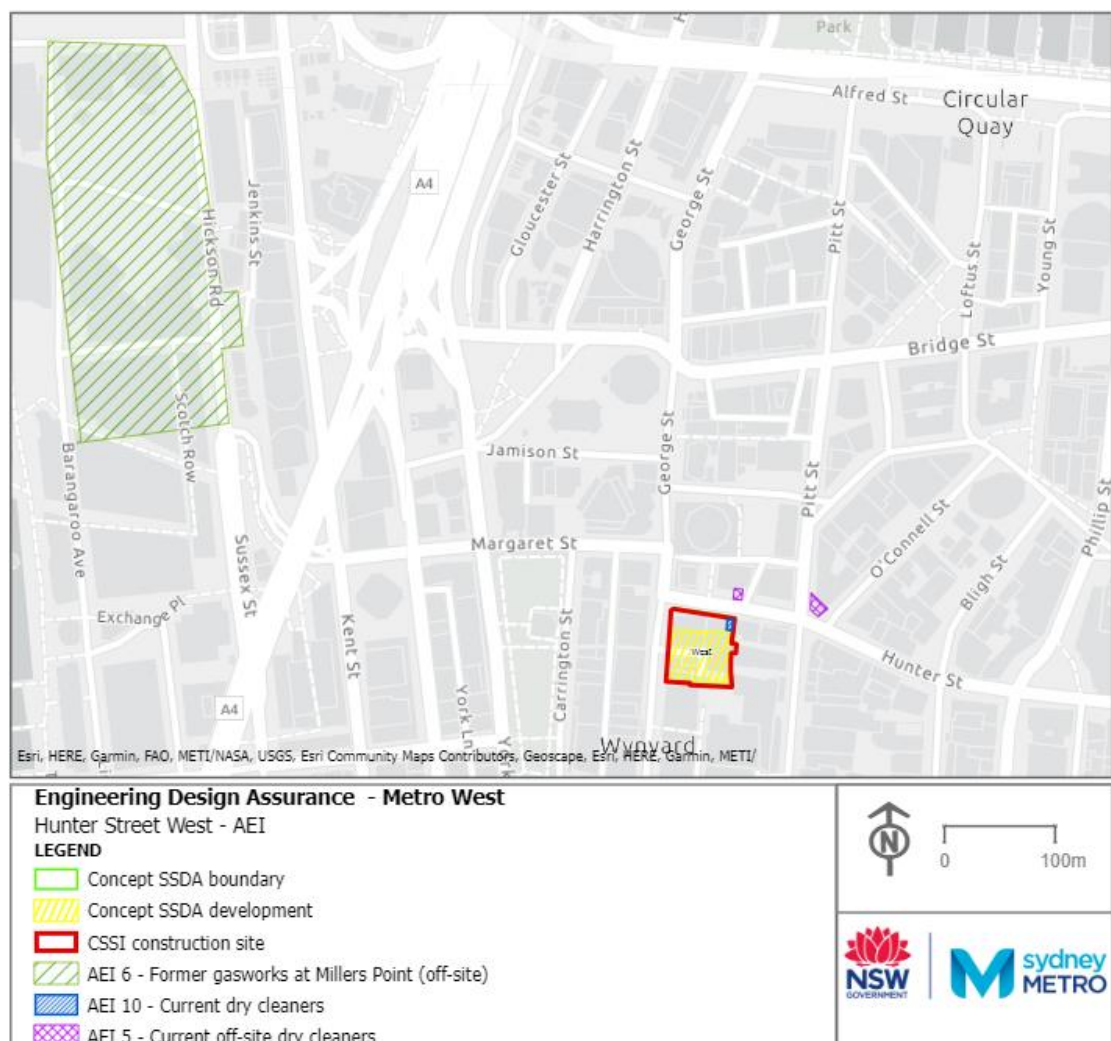 Park
Alfred St
Circular
Quay
A4
Gloucester St
Harrington St
George St
Pitt St
Loftus St
Young St
Jenkins St
Hickson Rd
Bridge St
Scotch Row
Jamison St
George St
Pitt St
O'Connell St
Phillip St
Barangaroo Ave
Sussex St
Margaret St
Bligh St
Exchange Pl
Kent St
Carrington St
West
Hunter St
A4
York Ln
York
Wynyard
Esri, HERE, Garmin, FAO, METI/NASA, USGS, Esri Community Maps Contributors, Geoscape, Esri, HERE, Garmin, METI/
Engineering Design Assurance - Metro West
Hunter Street West - AEI
LEGEND
Concept SSDA boundary
Concept SSDA development
CSSI construction site
AEI 6 - Former gasworks at Millers Point (off-site)
AEI 10 - Current dry cleaners
AEI 5 - Current off-site dry cleaners
N
0 100m
NSW
GOVERNMENT
sydney
METRO